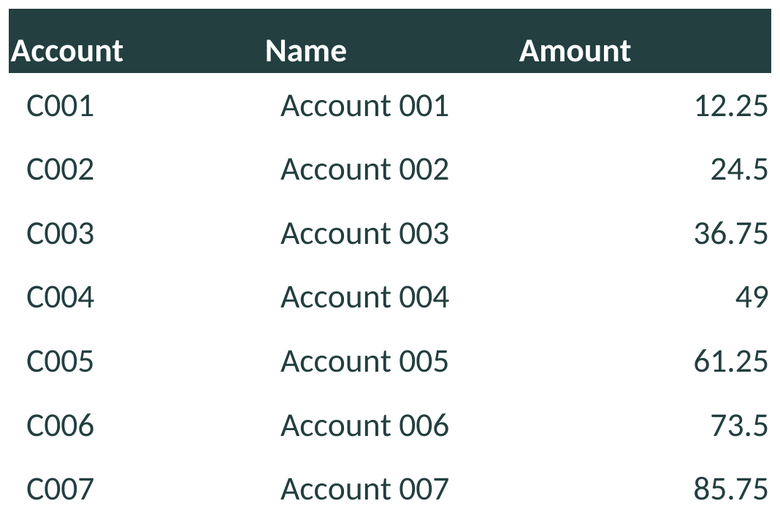 Account Name Amount
C001 Account 001 12.25
C002 Account 002 24.5
C003 Account 003 36.75
C004 Account 004 49
C005 Account 005 61.25
C006 Account 006 73.5
C007 Account 007 85.75